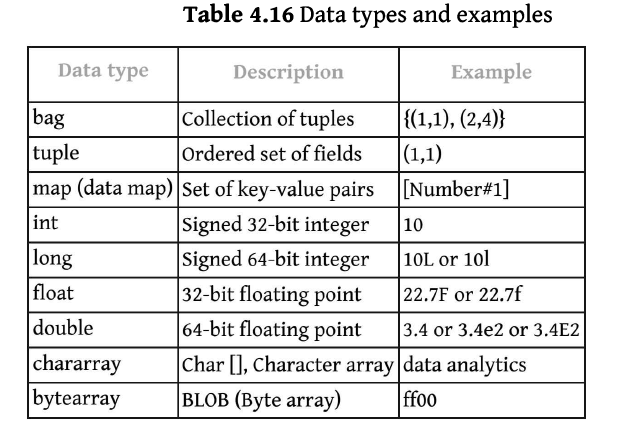 Table 4.16 Data types and examples
Data type Description Example
bag Collection of tuples {(1,1), (2,4)}
tuple Ordered set of fields (1,1)
map (data map) Set of key-value pairs [Number#1]
int Signed 32-bit integer 10
long Signed 64-bit integer 10L or 10l
float 32-bit floating point 22.7F or 22.7f
double 64-bit floating point 3.4 or 3.4e2 or 3.4E2
chararray Char [], Character array data analytics
bytearray BLOB (Byte array) ff00